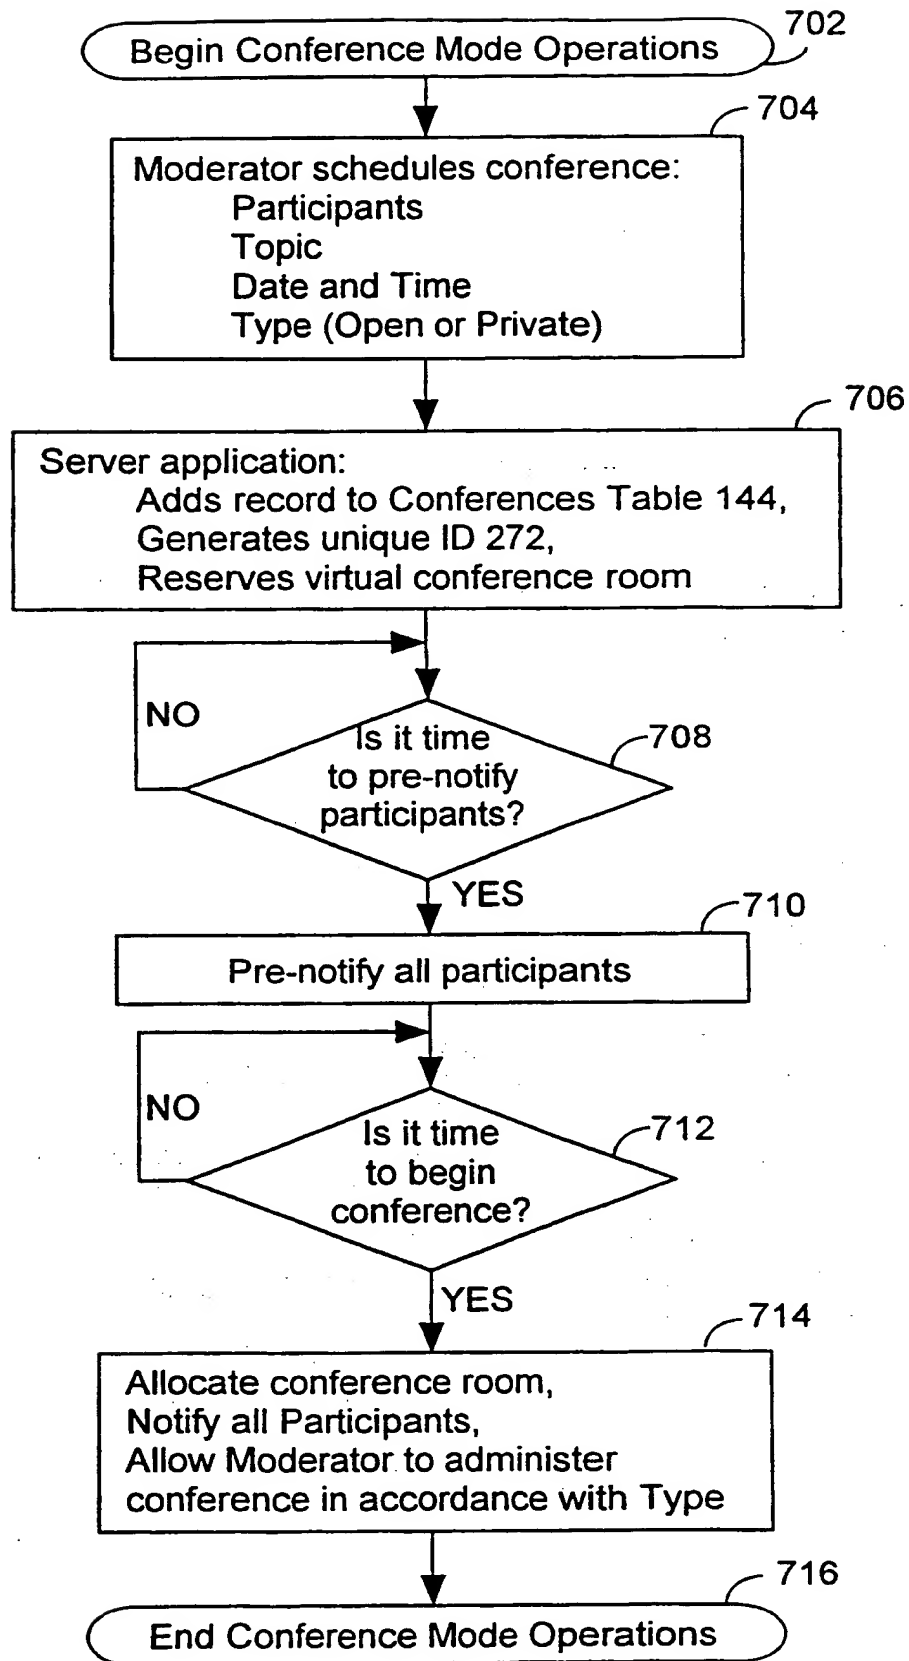 702
Begin Conference Mode Operations
704
Moderator schedules conference:
Participants
Topic
Date and Time
Type (Open or Private)
706
Server application:
Adds record to Conferences Table 144,
Generates unique ID 272,
Reserves virtual conference room
NO
708
Is it time
to pre-notify
participants?
YES
710
Pre-notify all participants
NO
712
Is it time
to begin
conference?
YES
714
Allocate conference room,
Notify all Participants,
Allow Moderator to administer
conference in accordance with Type
716
End Conference Mode Operations